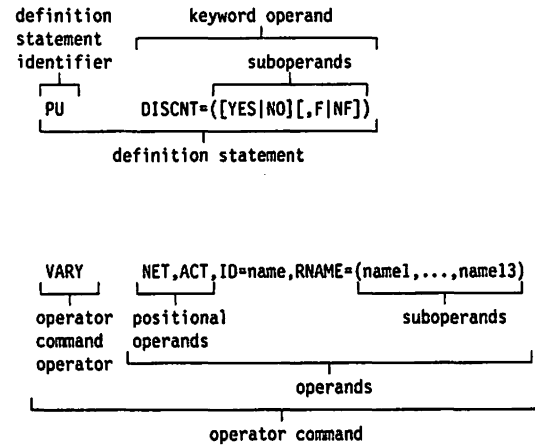 definition keyword operand
statement
identifier suboperands
PU DISCNT=([YES|NO][,F|NF])
definition statement
VARY NET,ACT,ID=name,RNAME=(name1,...,name13)
operator positional suboperands
command operands
operator
operands
operator command